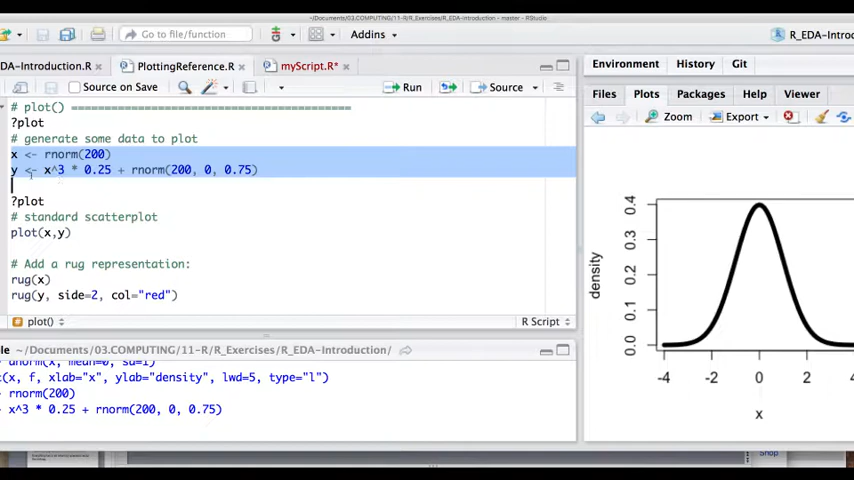 ~/Documents/03.COMPUTING/11-R/R_Exercises/R_EDA-Introduction - master - RStudio
Go to file/function
Addins
R_EDA-Introdu
DA-Introduction.R
PlottingReference.R
myScript.R*
Source on Save
Run
Source
# plot() ============================================
?plot
# generate some data to plot
x <- rnorm(200)
y <- x^3 * 0.25 + rnorm(200, 0, 0.75)
?plot
# standard scatterplot
plot(x,y)
# Add a rug representation:
rug(x)
rug(y, side=2, col="red")
plot()
R Script
le ~/Documents/03.COMPUTING/11-R/R_Exercises/R_EDA-Introduction/
(x, f, xlab="x", ylab="density", lwd=5, type="l")
rnorm(200)
x^3 * 0.25 + rnorm(200, 0, 0.75)
Environment
History
Git
Files
Plots
Packages
Help
Viewer
Zoom
Export
density
0.4
0.3
0.2
0.1
0.0
-4
-2
0
2
4
x
Shop